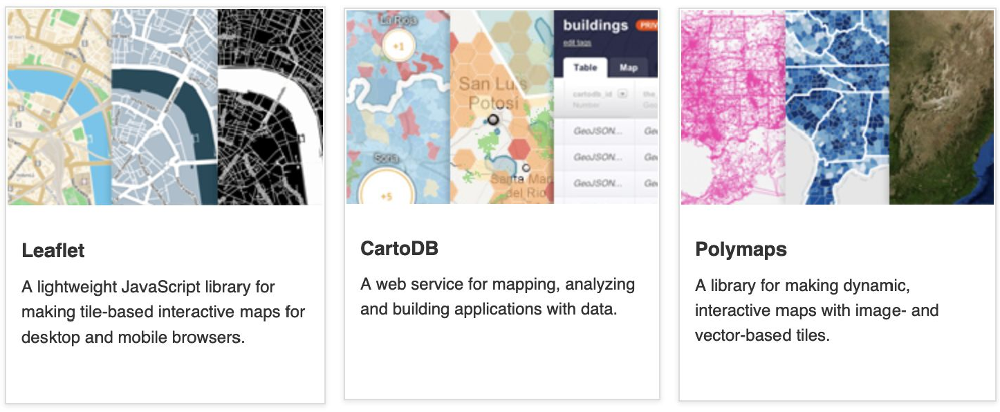 La Rioja
+1
Soria
+5
San Luis
Potosí
Santa Mar
del Río
buildings
PRIV
edit tags
Table
Map
cartodb_id
the_
Number
Geo
GeoJSON...
Ge
GeoJSON...
Ge
GeoJSON...
Ge
Leaflet
A lightweight JavaScript library for
making tile-based interactive maps for
desktop and mobile browsers.
CartoDB
A web service for mapping, analyzing
and building applications with data.
Polymaps
A library for making dynamic,
interactive maps with image- and
vector-based tiles.